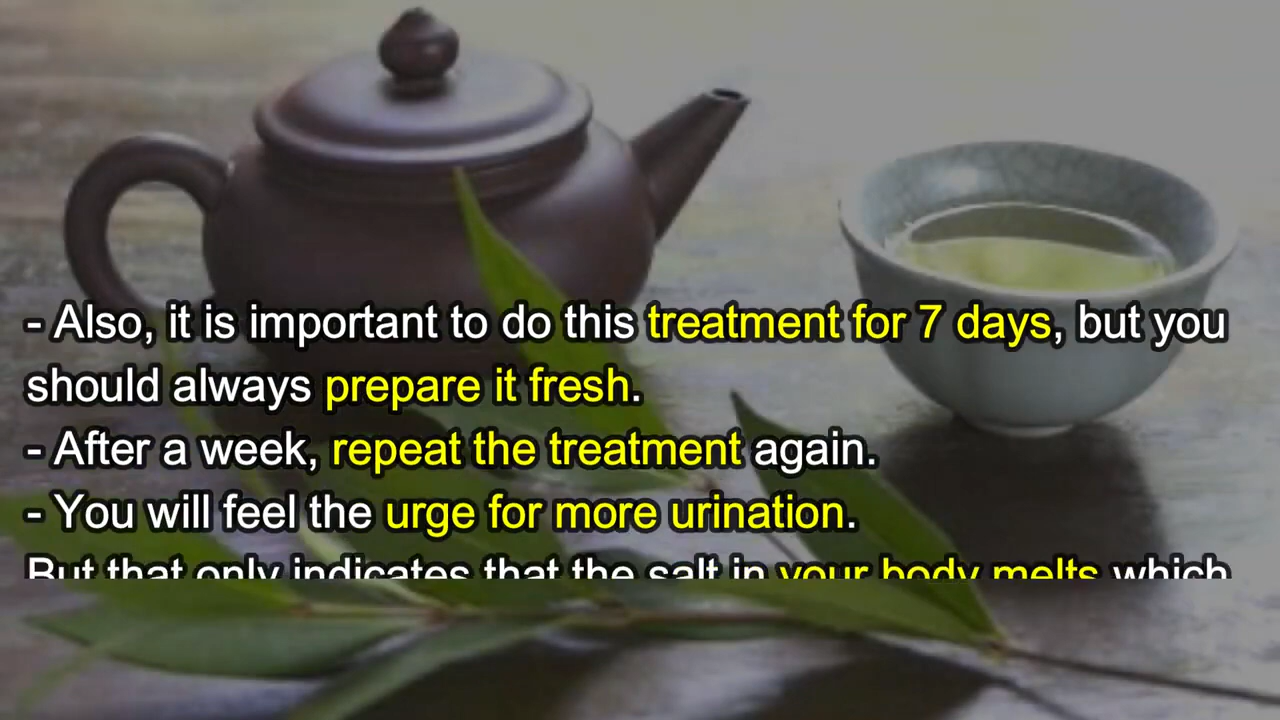 - Also, it is important to do this treatment for 7 days, but you
should always prepare it fresh.
- After a week, repeat the treatment again.
- You will feel the urge for more urination.
But that only indicates that the salt in your body melts which